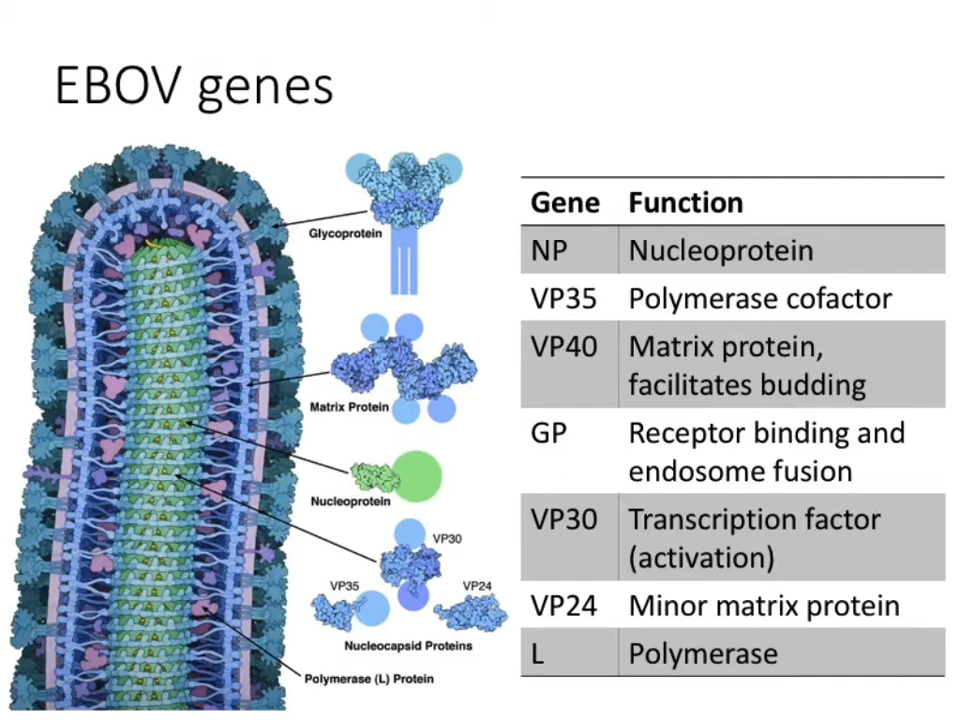 EBOV genes
Glycoprotein
Matrix Protein
Nucleoprotein
VP30
VP35
VP24
Nucleocapsid Proteins
Polymerase (L) Protein
Gene Function
NP Nucleoprotein
VP35 Polymerase cofactor
VP40 Matrix protein,
facilitates budding
GP Receptor binding and
endosome fusion
VP30 Transcription factor
(activation)
VP24 Minor matrix protein
L Polymerase